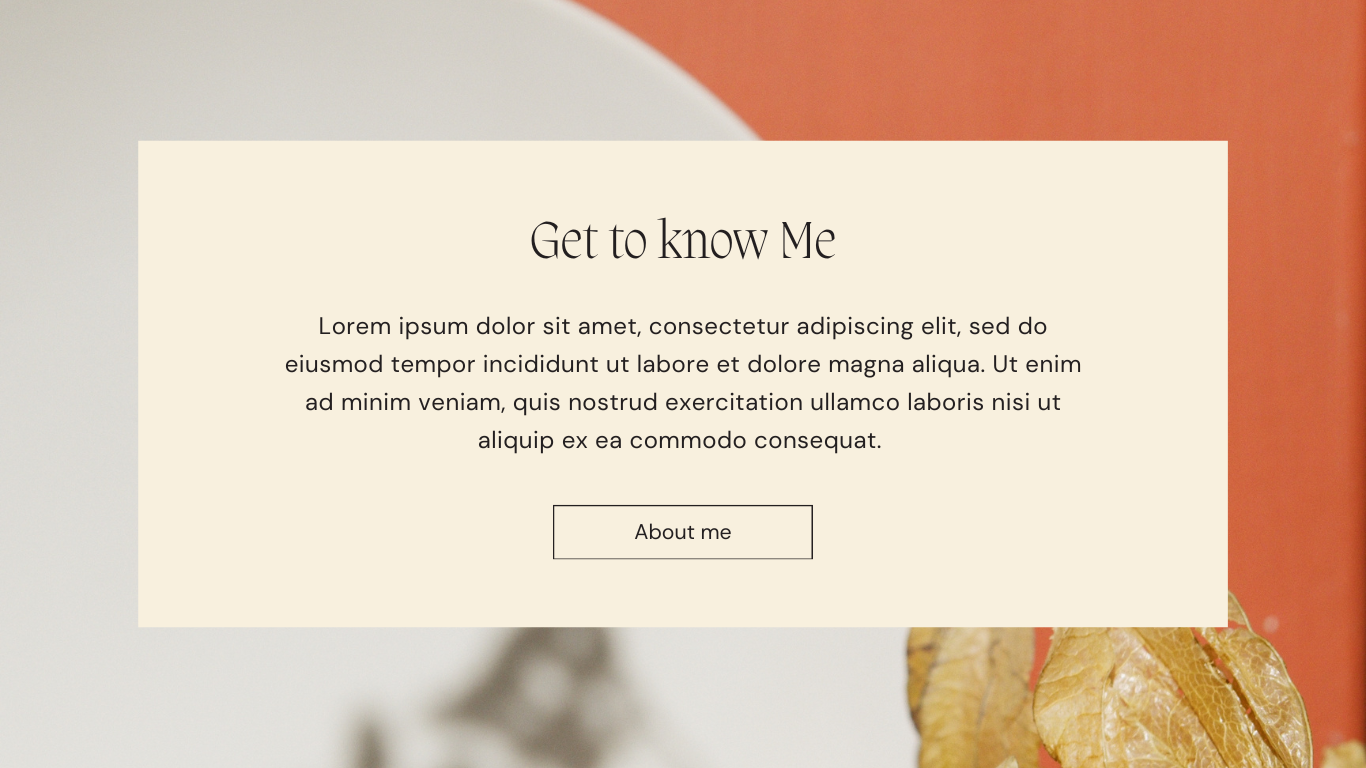 Get to know Me
Lorem ipsum dolor sit amet, consectetur adipiscing elit, sed do
eiusmod tempor incididunt ut labore et dolore magna aliqua. Ut enim
ad minim veniam, quis nostrud exercitation ullamco laboris nisi ut
aliquip ex ea commodo consequat.
About me